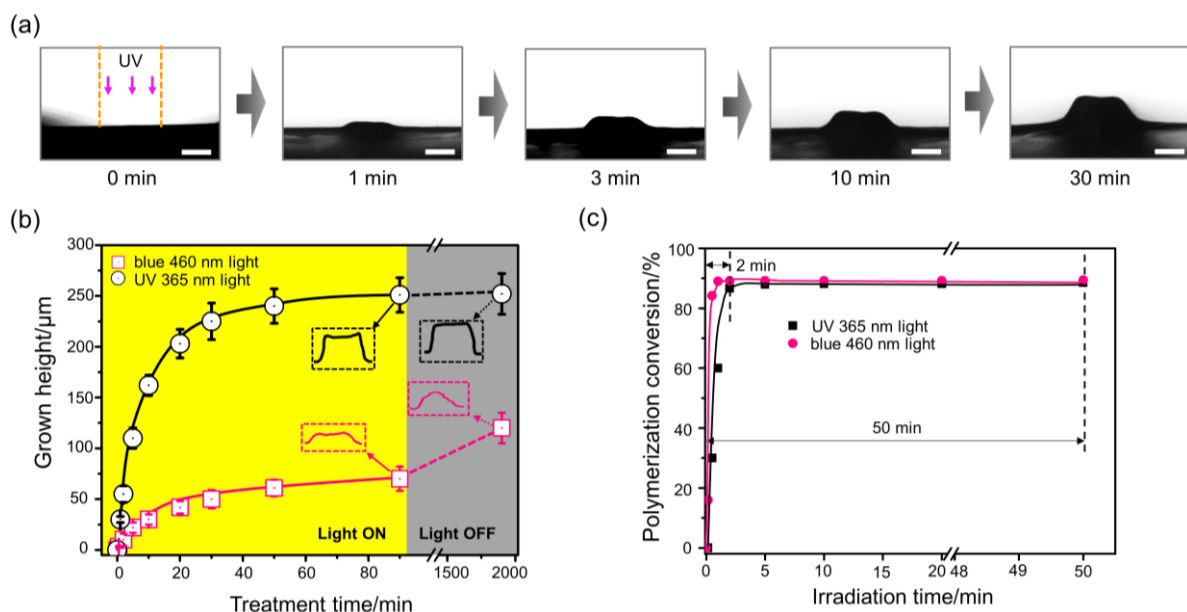 (a)
UV
0 min
1 min
3 min
10 min
30 min
(b)
300
250
200
150
100
50
0
Grown height/μm
blue 460 nm light
UV 365 nm light
Light ON
Light OFF
0
20
40
60
80
1500
2000
Treatment time/min
(c)
100
80
60
40
20
0
Polymerization conversion/%
2 min
UV 365 nm light
blue 460 nm light
50 min
0
5
10
15
20
48
49
50
Irradiation time/min